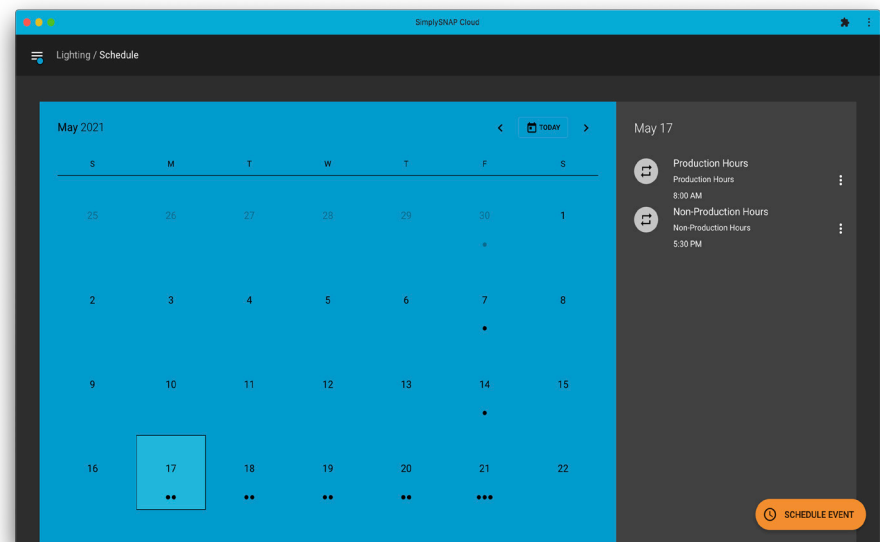 SimplySNAP Cloud
Lighting / Schedule
May 2021
TODAY
S M T W T F S
25 26 27 28 29 30 1
2 3 4 5 6 7 8
9 10 11 12 13 14 15
16 17 18 19 20 21 22
May 17
Production Hours
Production Hours
8:00 AM
Non-Production Hours
Non-Production Hours
5:30 PM
SCHEDULE EVENT